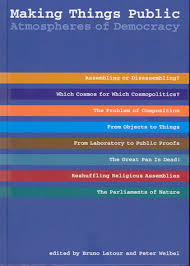 Making Things Public
Atmospheres of Democracy
Assembling or Disassembling?
Which Cosmos for Which Cosmopolitics?
The Problem of Composition
From Objects to Things
From Laboratory to Public Proofs
The Great Pan Is Dead!
Reshuffling Religious Assemblies
The Parliaments of Nature
edited by Bruno Latour and Peter Weibel